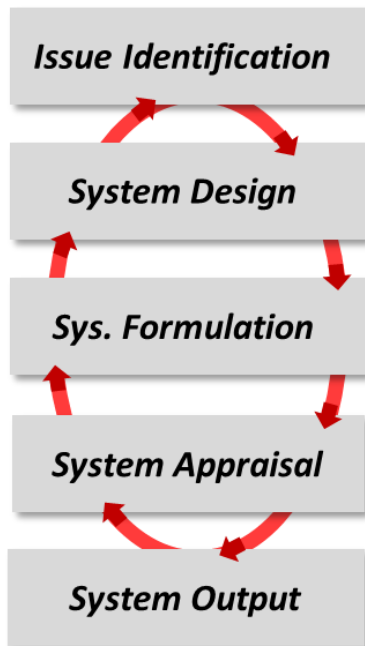 Issue Identification
System Design
Sys. Formulation
System Appraisal
System Output